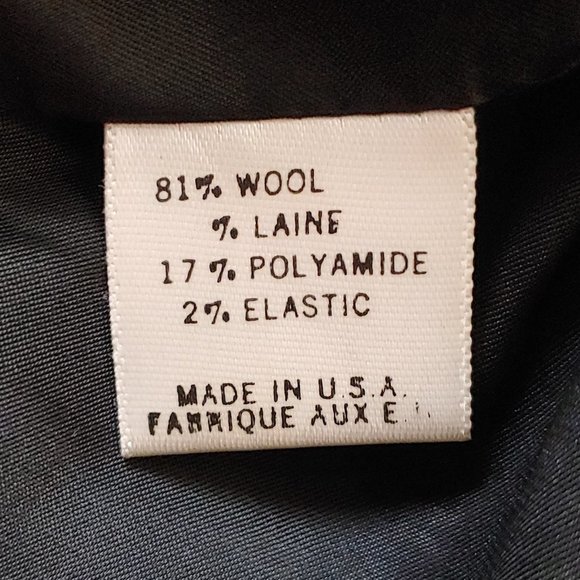 81% WOOL
% LAINE
17% POLYAMIDE
2% ELASTIC
MADE IN U.S.A.
FABRIQUE AUX E.